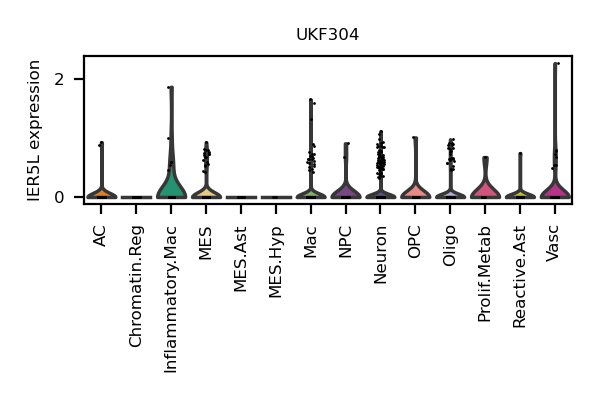 UKF304
IER5L expression
2
0
AC
Chromatin.Reg
Inflammatory.Mac
MES
MES.Ast
MES.Hyp
Mac
NPC
Neuron
OPC
Oligo
Prolif.Metab
Reactive.Ast
Vasc